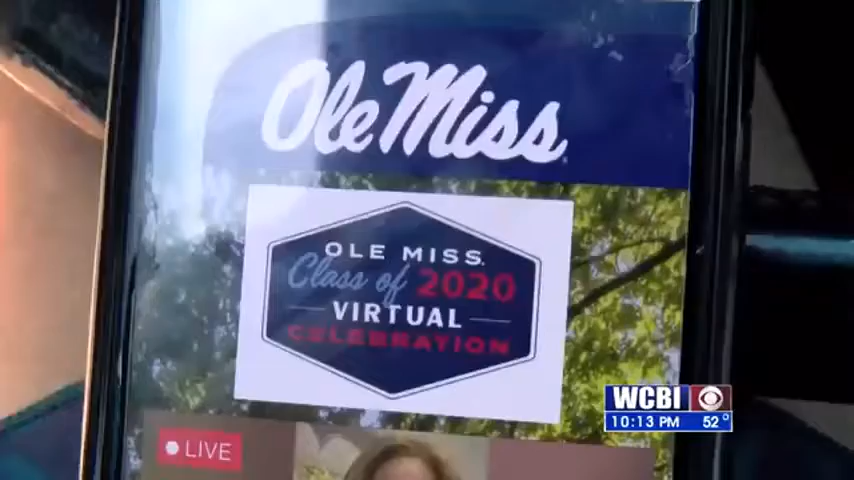 Ole Miss.
OLE MISS.
Class of 2020
VIRTUAL
CELEBRATION
LIVE
WCBI
10:13 PM 52°